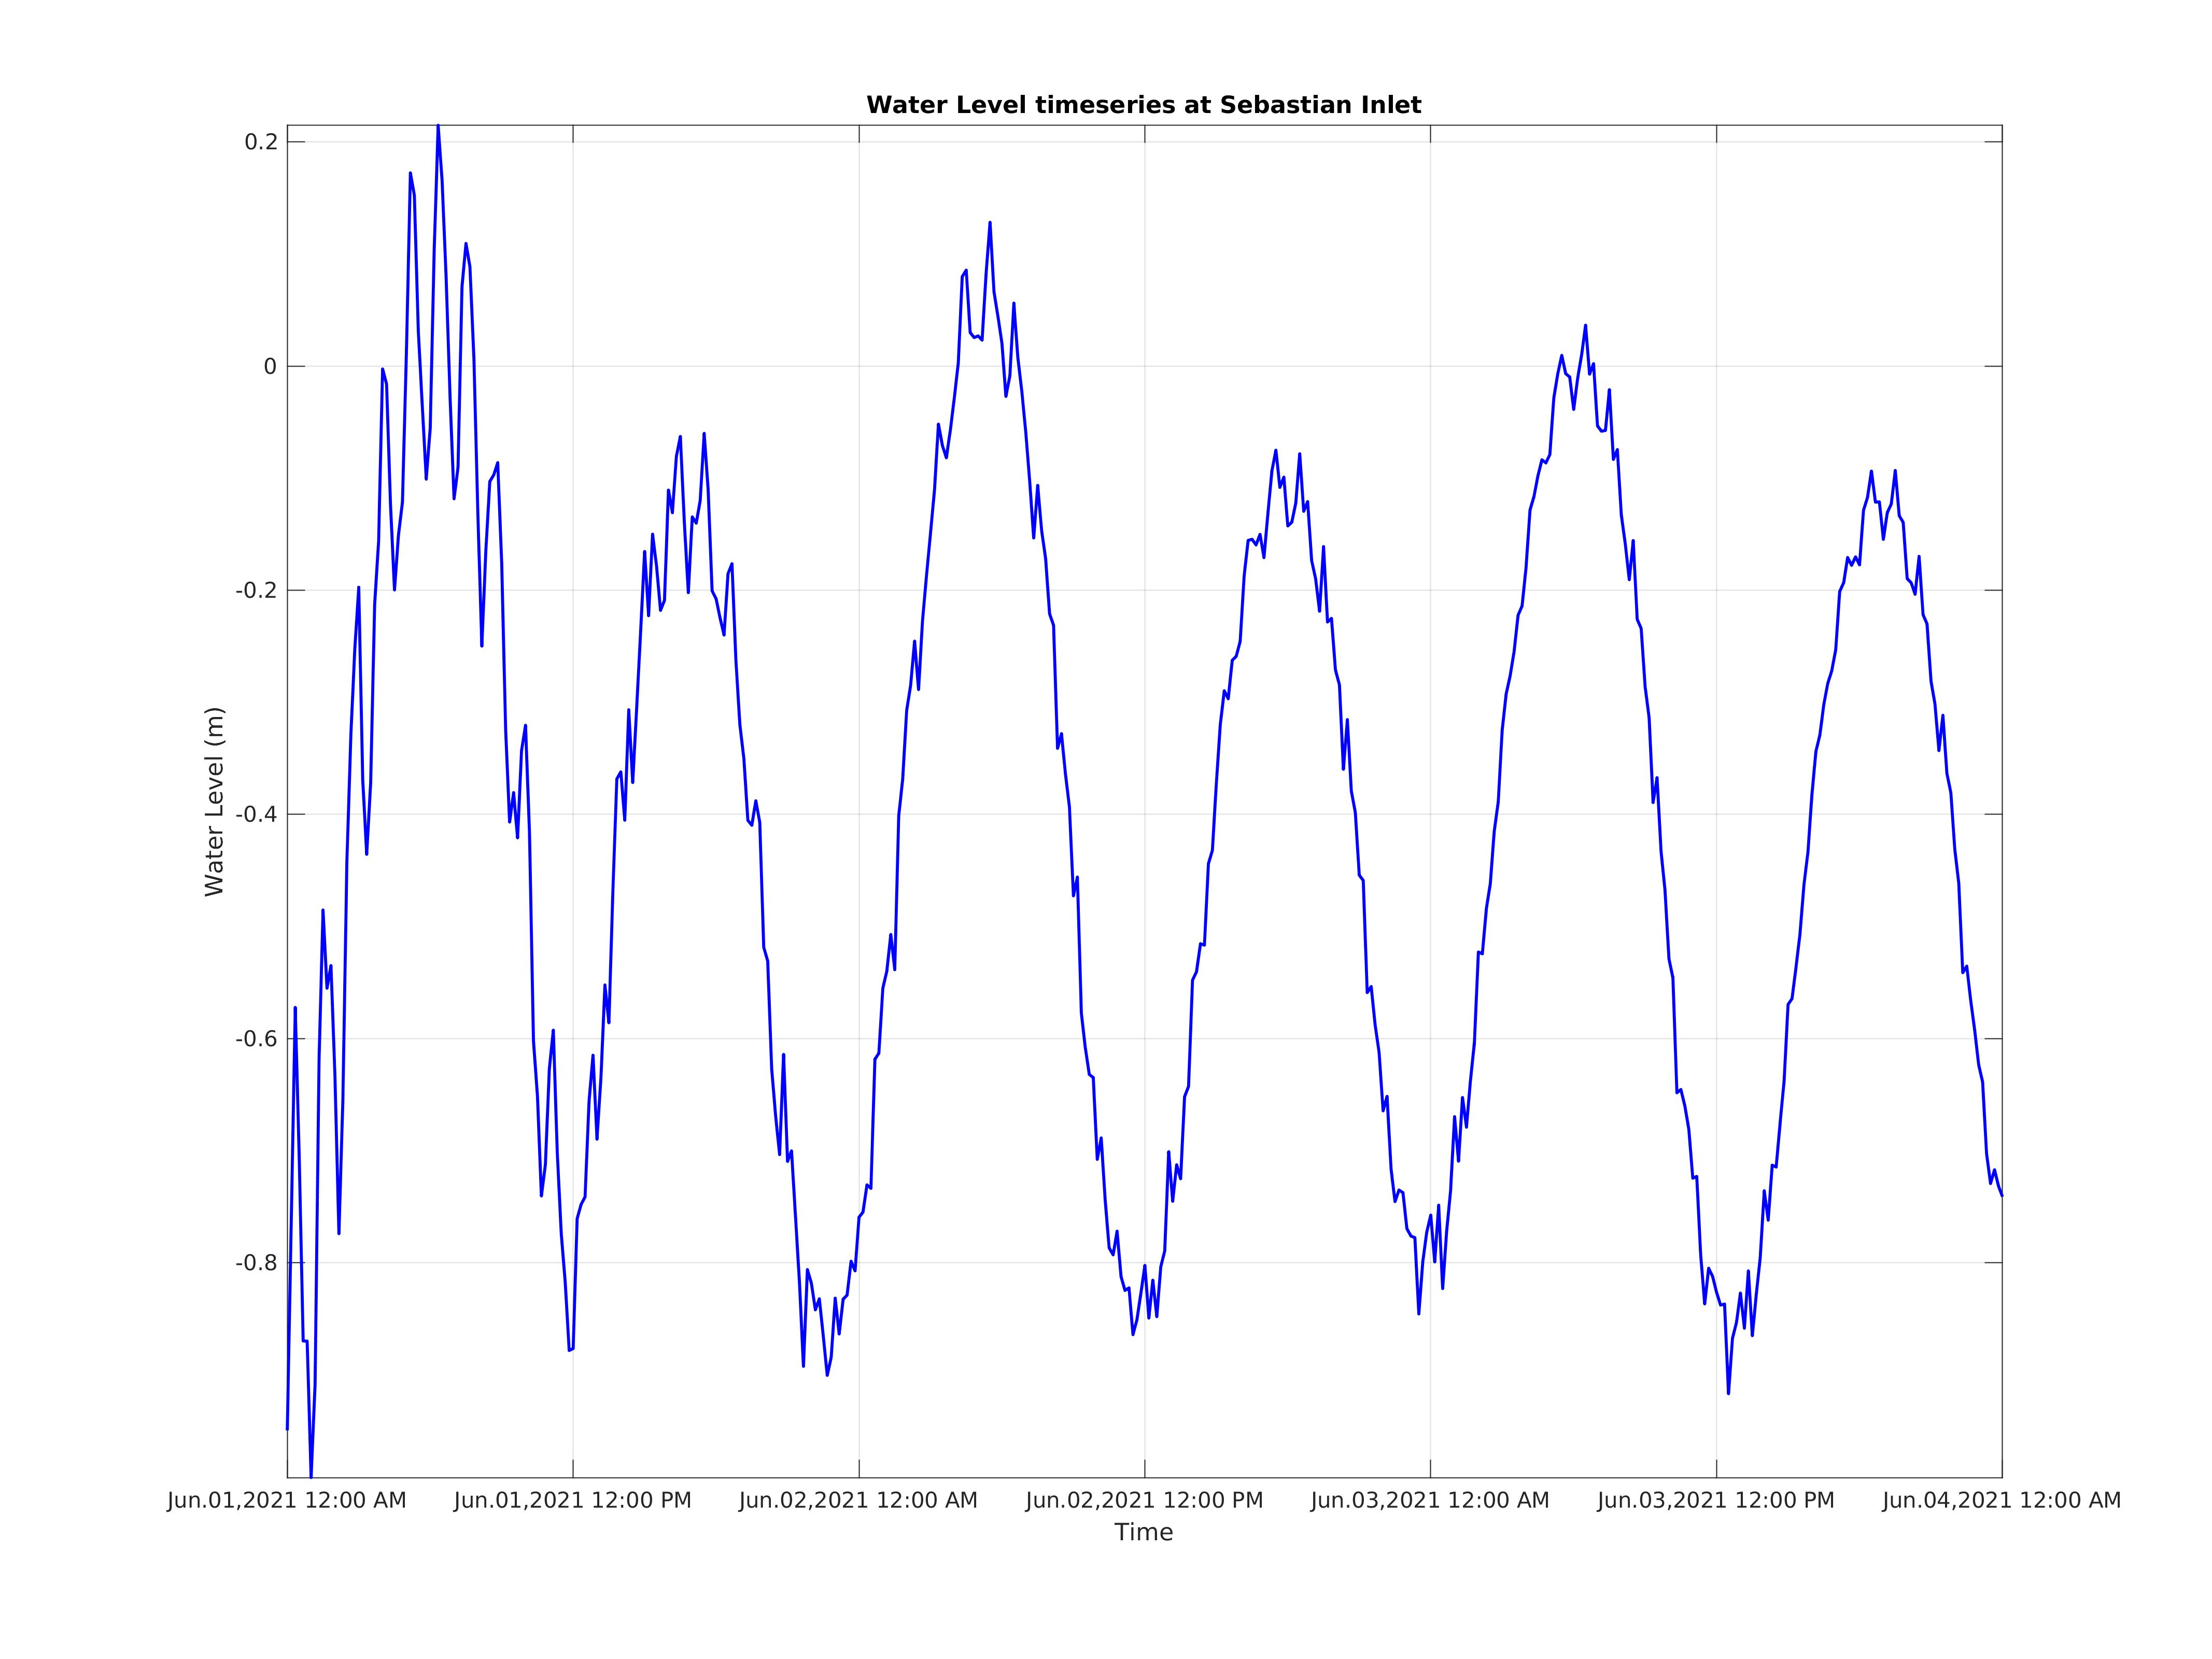 Water Level timeseries at Sebastian Inlet
0.2
0
-0.2
-0.4
-0.6
-0.8
Water Level (m)
Jun.01,2021 12:00 AM
Jun.01,2021 12:00 PM
Jun.02,2021 12:00 AM
Jun.02,2021 12:00 PM
Jun.03,2021 12:00 AM
Jun.03,2021 12:00 PM
Jun.04,2021 12:00 AM
Time